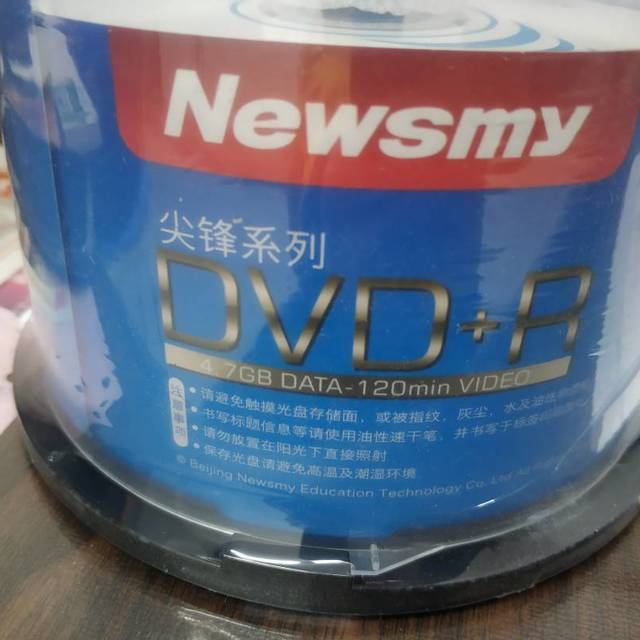 Newsmy
尖锋系列
DVD+R
4.7GB DATA-120min VIDEO
注意事项
• 请避免触摸光盘存储面，或被指纹，灰尘，水及油性
• 书写标题信息等请使用油性速干笔，并书写于标签
• 请勿放置在阳光下直接照射
• 保存光盘请避免高温及潮湿环境
© Beijing Newsmy Education Technology Co. Ltd